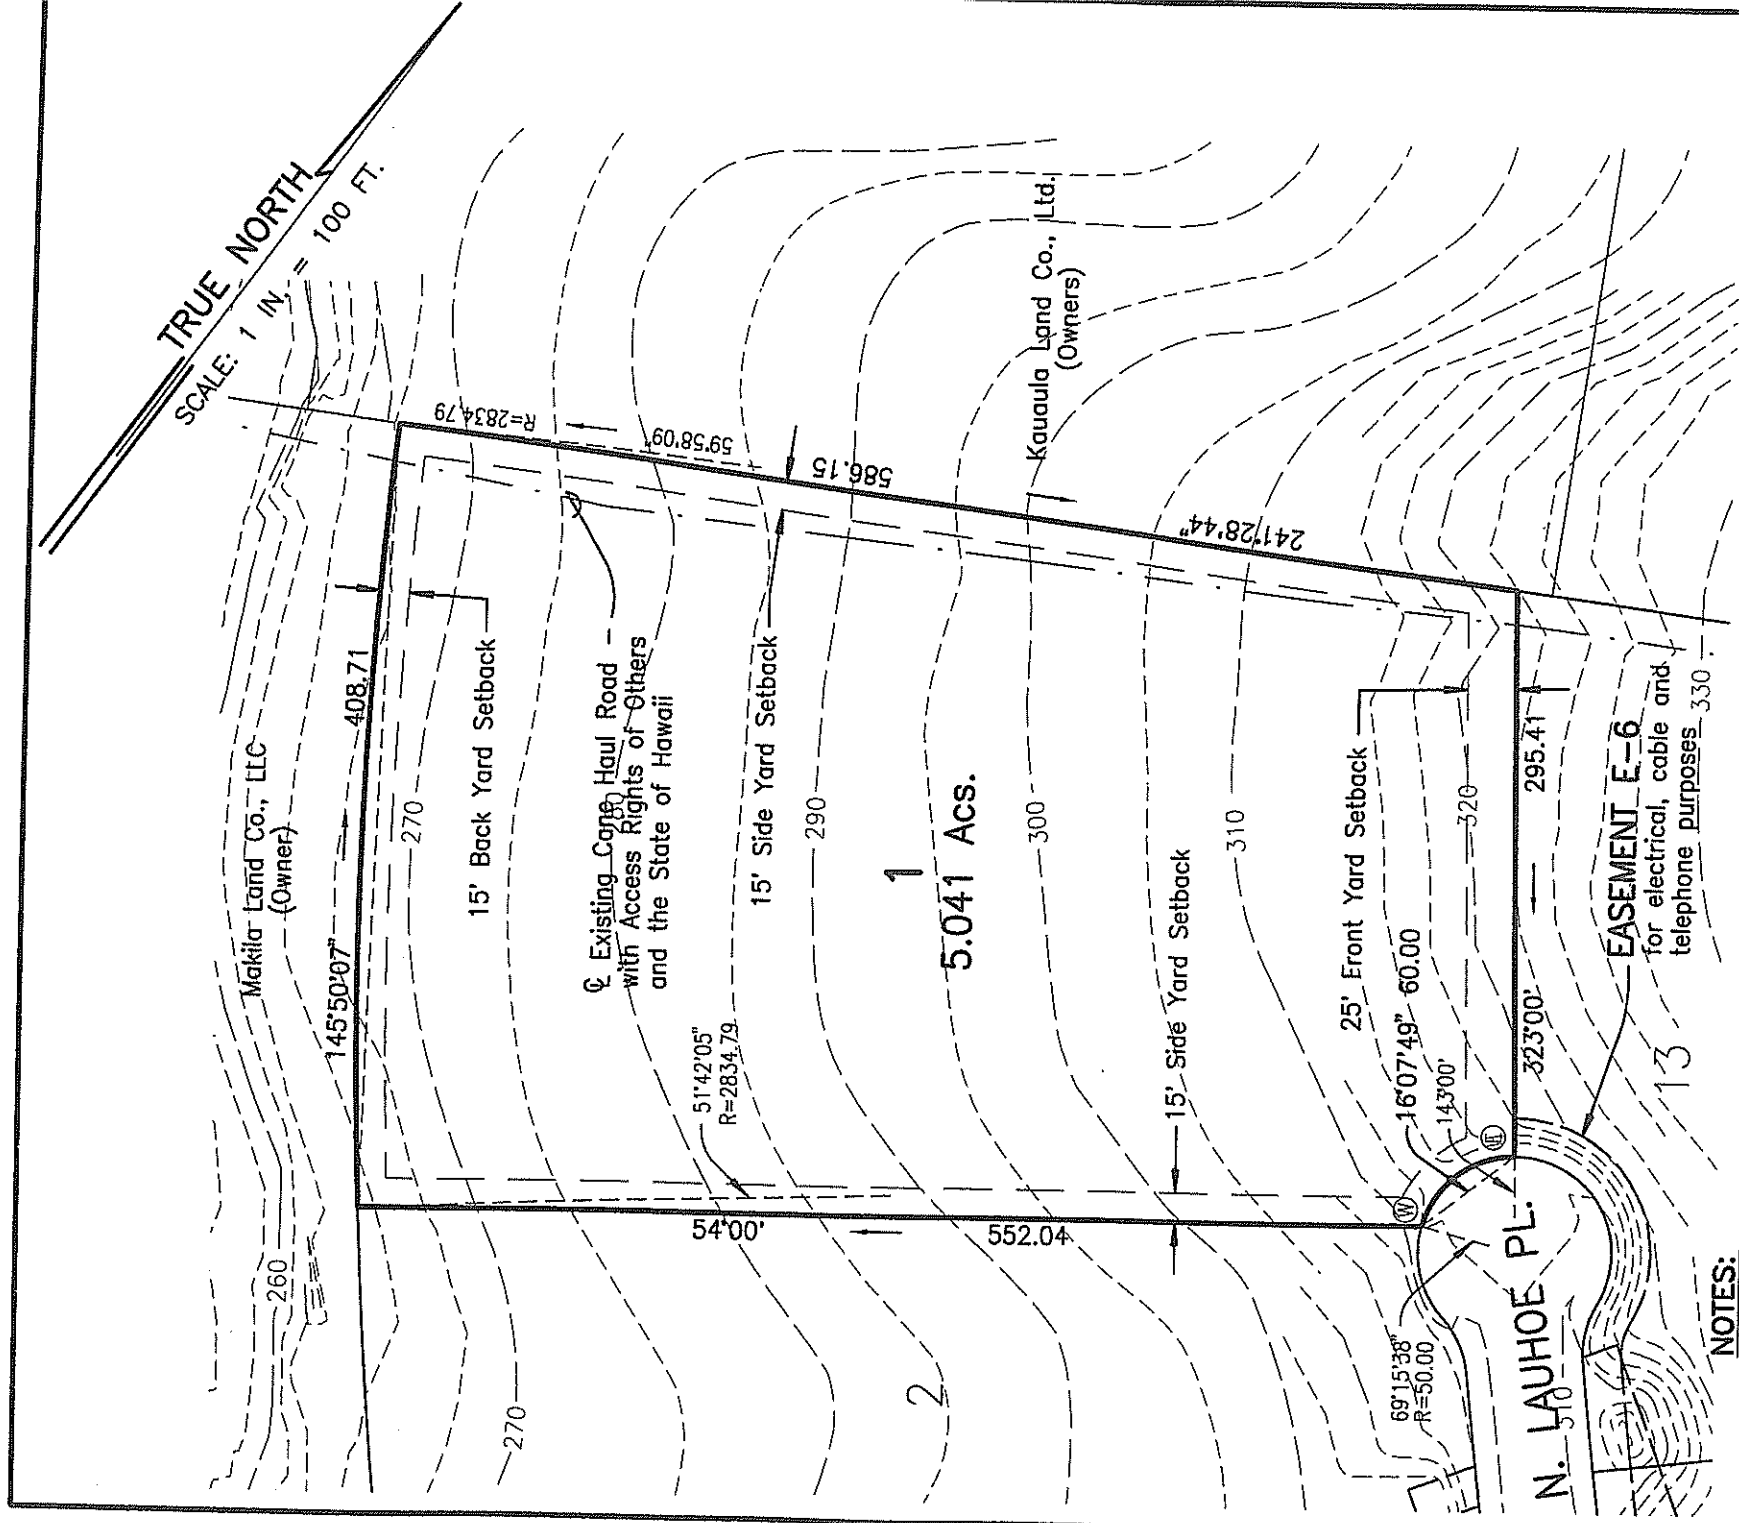 TRUE NORTH
SCALE: 1 IN. = 100 FT.
Makila Land Co., LLC
(Owner)
145°50'07" 408.71
R=2834.79
59°58'09"
586.15
241°28'44"
Kauaula Land Co., Ltd.
(Owners)
15' Back Yard Setback
270
℄ Existing Cane Haul Road
with Access Rights of Others
and the State of Hawaii
15' Side Yard Setback
290
1
5.041 Acs.
300
310
51°42'05"
R=2834.79
15' Side Yard Setback
25' Front Yard Setback
320
16°07'49" 60.00
143°00'
54°00'
552.04
W
323°00'
295.41
EASEMENT E-6
for electrical, cable and
telephone purposes
330
13
260
270
2
69°15'38"
R=50.00
N. LAUHOE PL.
310
NOTES: